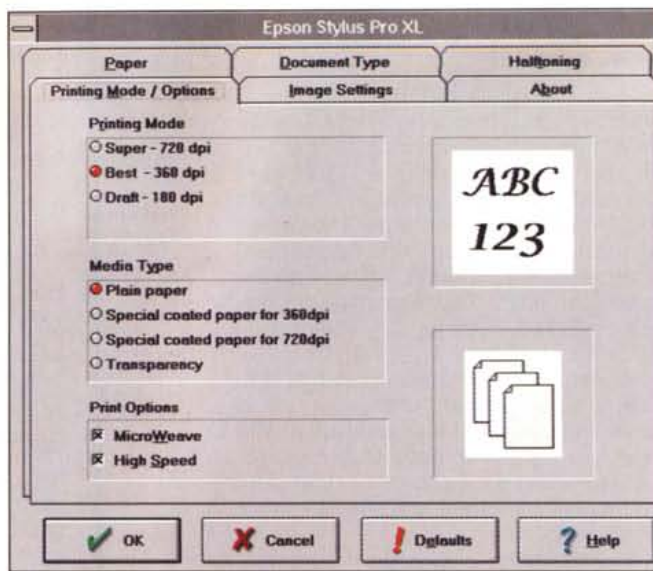 Epson Stylus Pro XL
Paper Document Type Halftoning
Printing Mode / Options Image Settings About
Printing Mode
Super - 720 dpi
Best - 360 dpi
Draft - 180 dpi
ABC
123
Media Type
Plain paper
Special coated paper for 360dpi
Special coated paper for 720dpi
Transparency
Print Options
MicroWeave
High Speed
OK Cancel Defaults Help